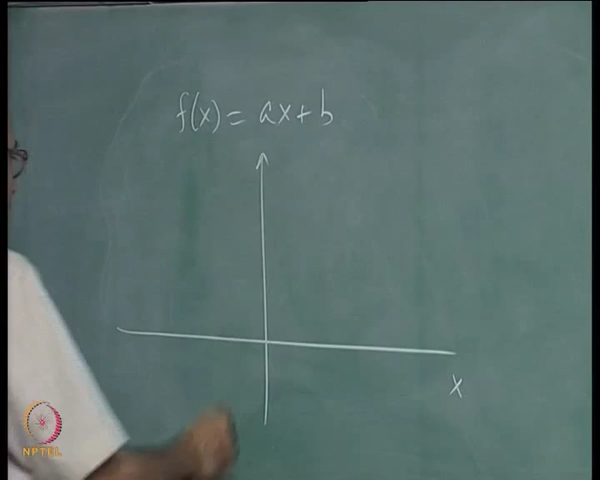 f(x) = ax + b
x
NPTEL